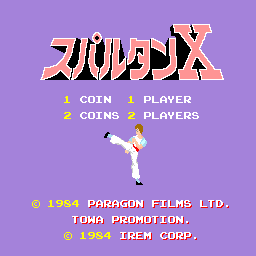 スパルタンX
1 COIN 1 PLAYER
2 COINS 2 PLAYERS
© 1984 PARAGON FILMS LTD.
TOWA PROMOTION.
© 1984 IREM CORP.